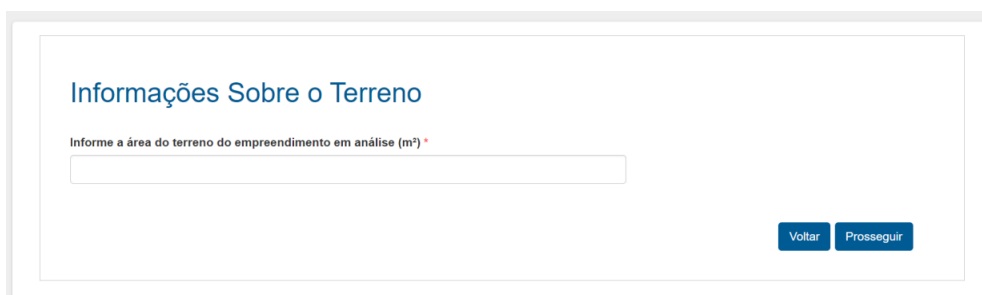 Informações Sobre o Terreno
Informe a área do terreno do empreendimento em análise (m²) *
Voltar Prosseguir